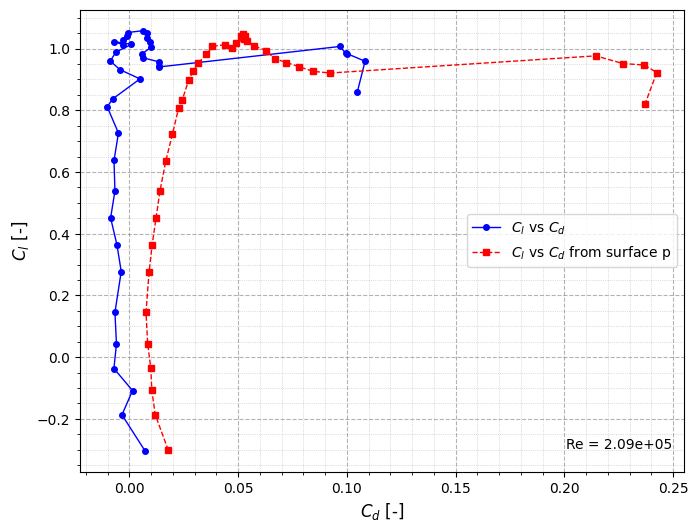 1.0
0.8
0.6
0.4
0.2
0.0
−0.2
C_l [-]
C_l vs C_d
C_l vs C_d from surface p
Re = 2.09e+05
0.00 0.05 0.10 0.15 0.20 0.25
C_d [-]